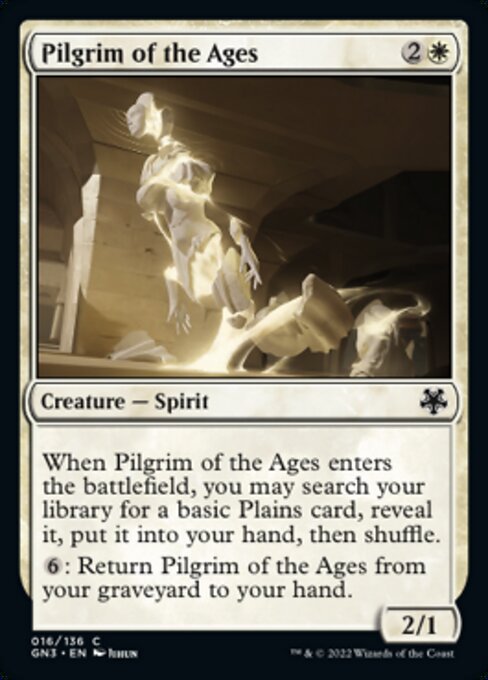 Pilgrim of the Ages 2
Creature — Spirit
When Pilgrim of the Ages enters
the battlefield, you may search your
library for a basic Plains card, reveal
it, put it into your hand, then shuffle.
6: Return Pilgrim of the Ages from
your graveyard to your hand.
2/1
016/136 C
GN3 • EN JIHUN
™ & © 2022 Wizards of the Coast